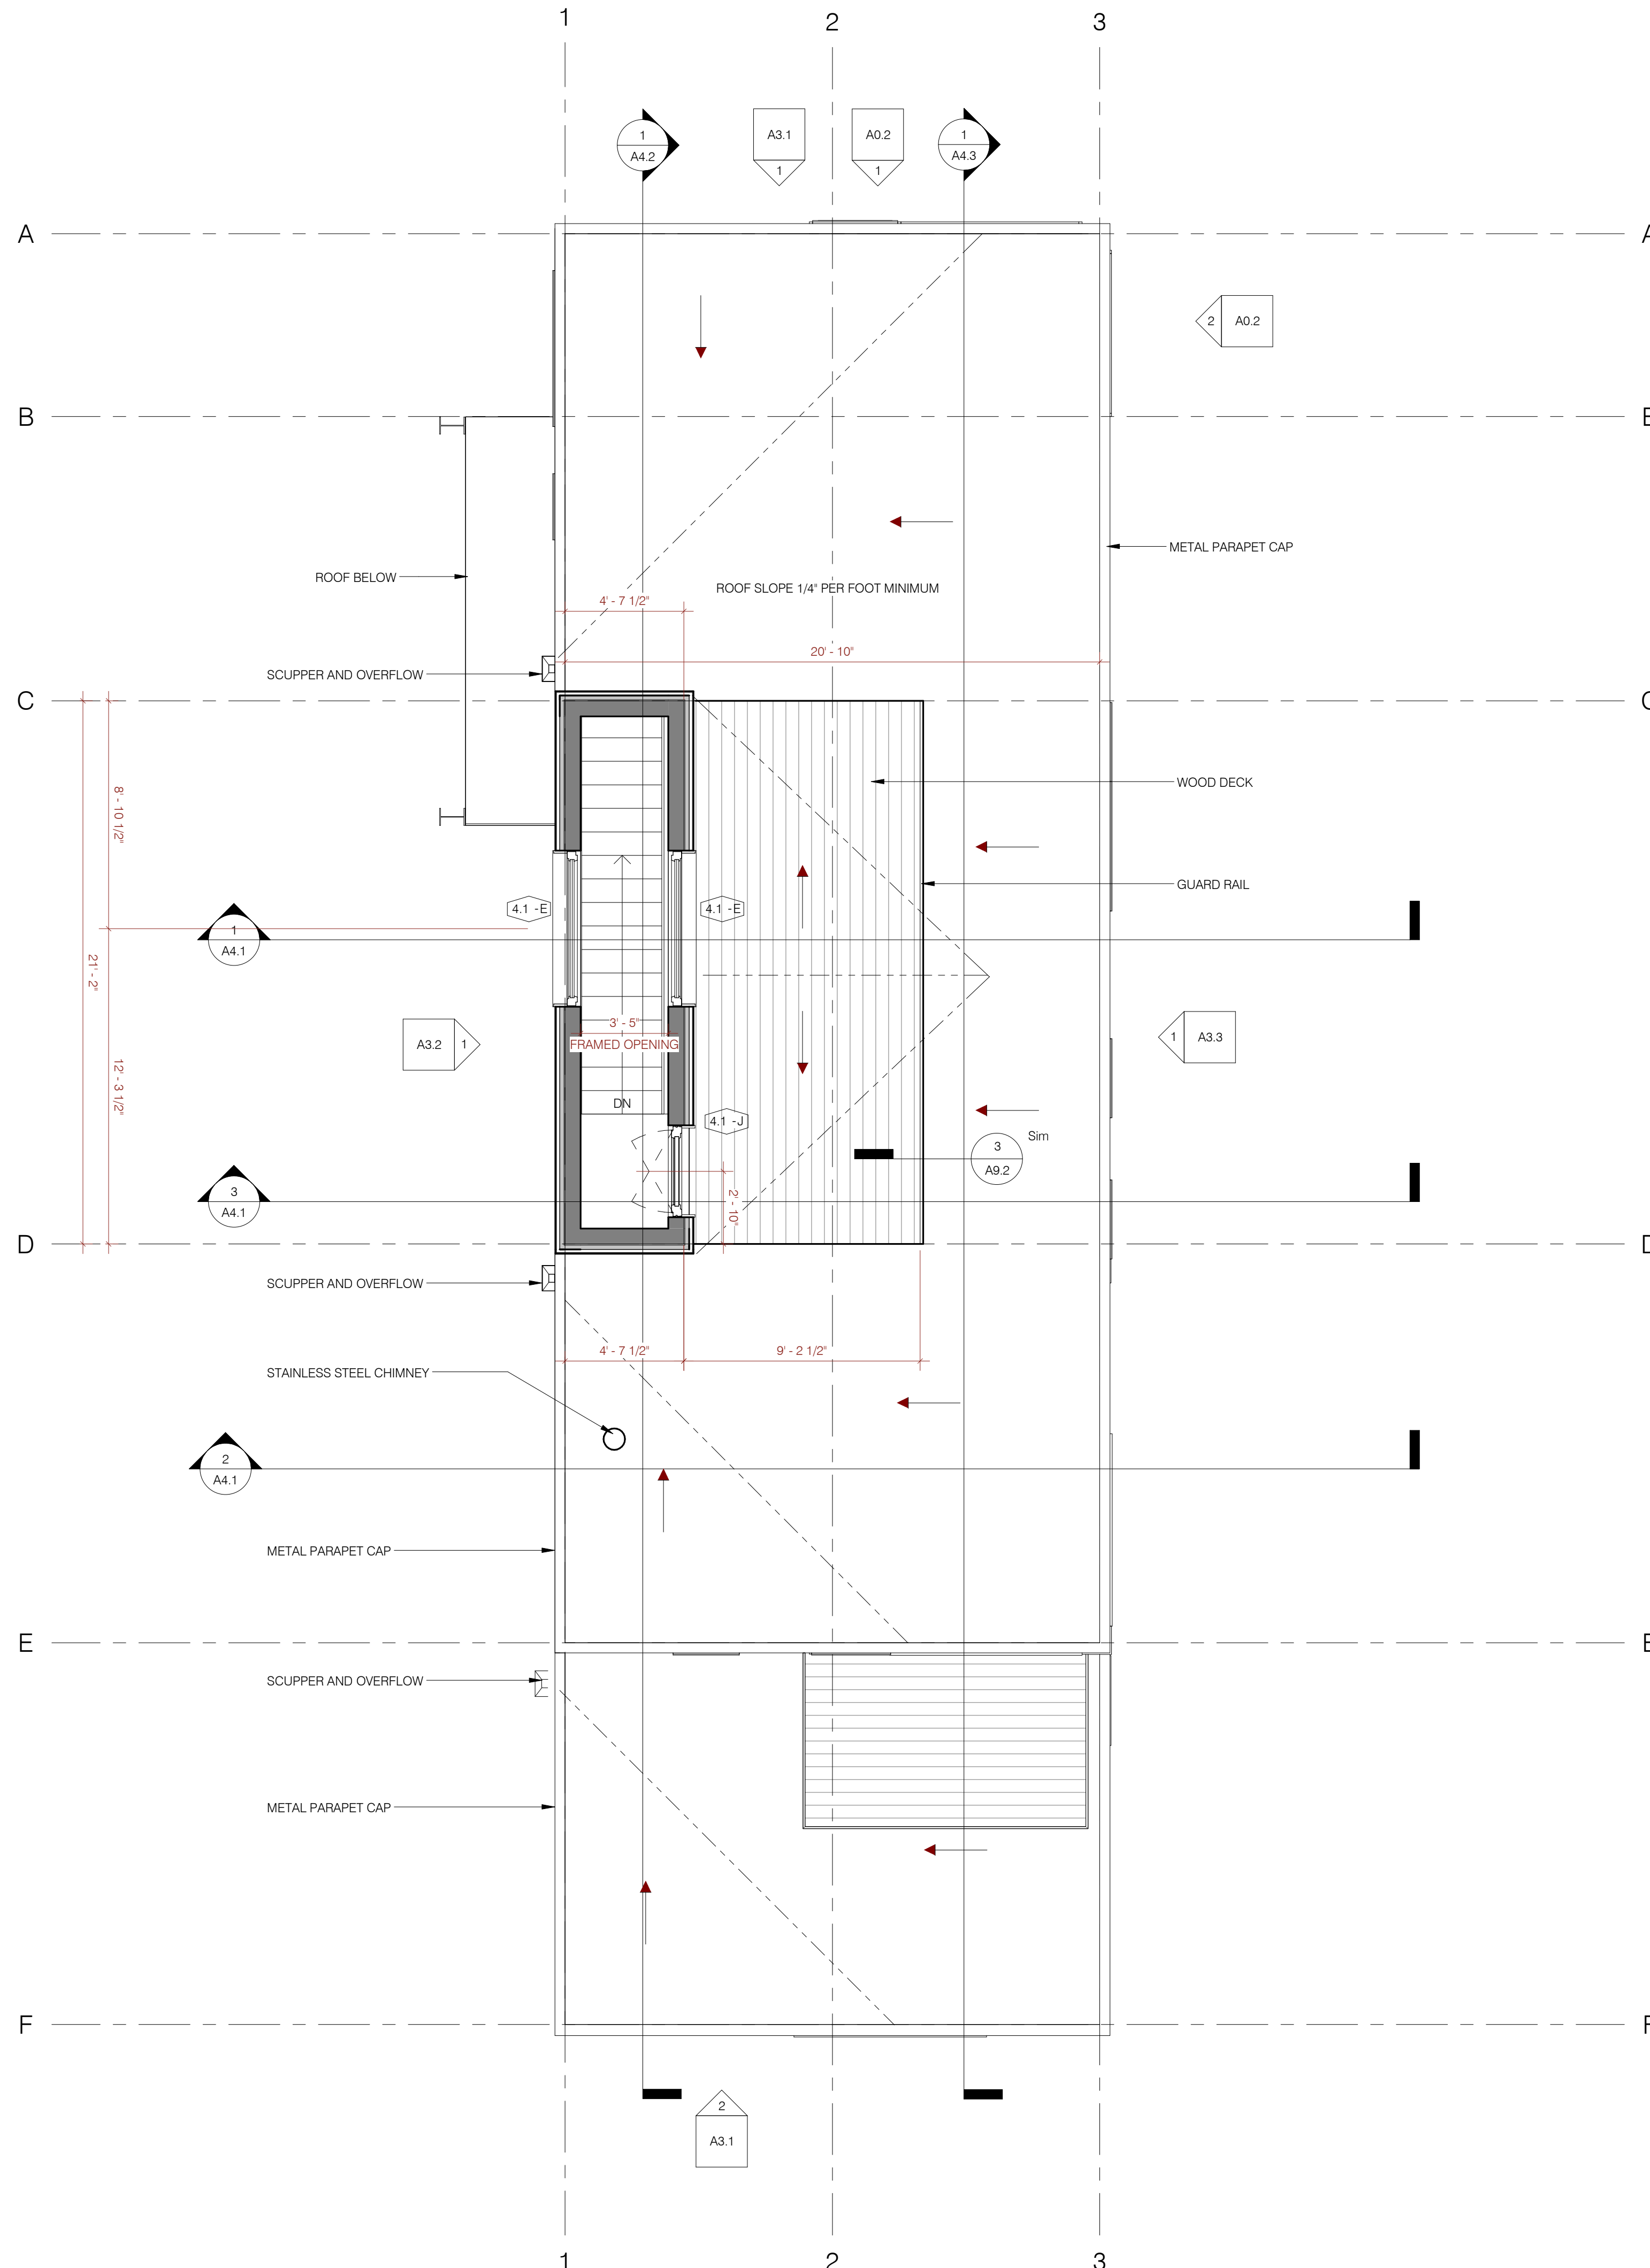 1
2
3
1
A4.2
A3.1
1
A0.2
1
1
A4.3
A
A
2
A0.2
B
METAL PARAPET CAP
ROOF BELOW
ROOF SLOPE 1/4" PER FOOT MINIMUM
4' - 7 1/2"
20' - 10"
SCUPPER AND OVERFLOW
C
WOOD DECK
8' - 10 1/2"
GUARD RAIL
4.1 -E
4.1 -E
1
A4.1
21' - 2"
3' - 5"
FRAMED OPENING
A3.2
1
1
A3.3
12' - 3 1/2"
DN
4.1 -J
Sim
3
A9.2
3
A4.1
2' - 10"
D
SCUPPER AND OVERFLOW
4' - 7 1/2"
9' - 2 1/2"
STAINLESS STEEL CHIMNEY
2
A4.1
METAL PARAPET CAP
E
SCUPPER AND OVERFLOW
METAL PARAPET CAP
F
2
A3.1
1
2
3